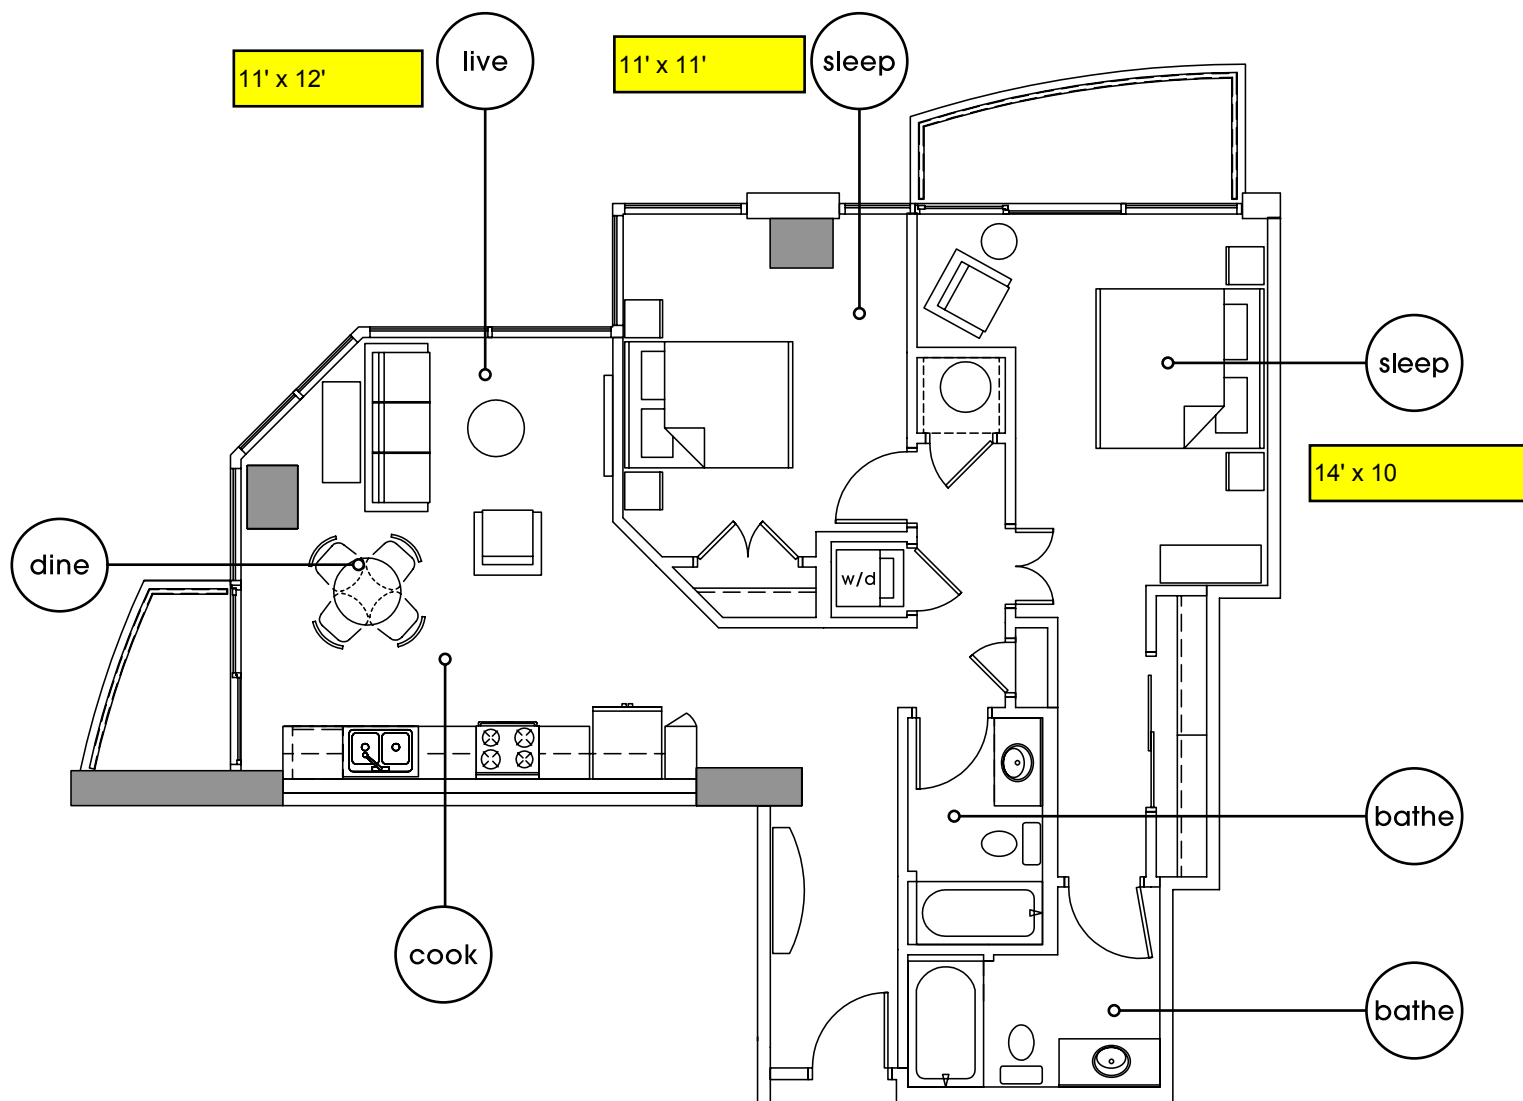 live
11' x 12'
11' x 11'
sleep
sleep
14' x 10
dine
w/d
bathe
cook
bathe